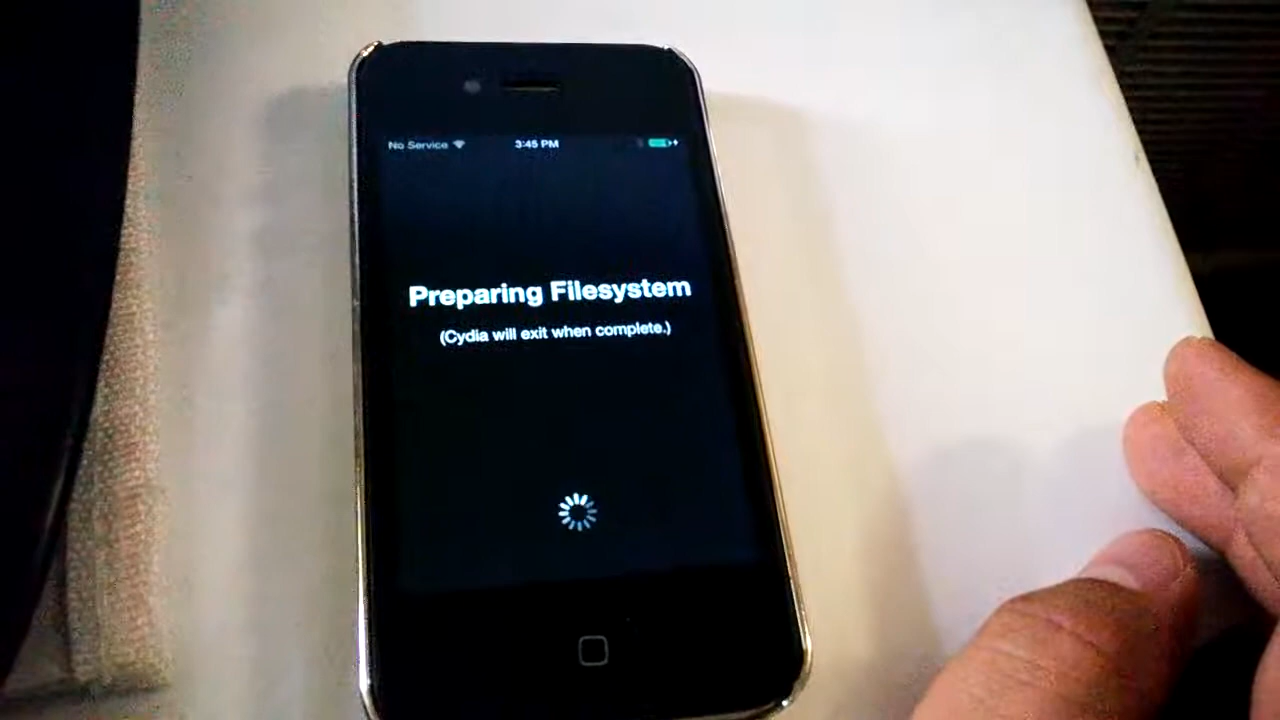 No Service 3:45 PM
Preparing Filesystem
(Cydia will exit when complete.)